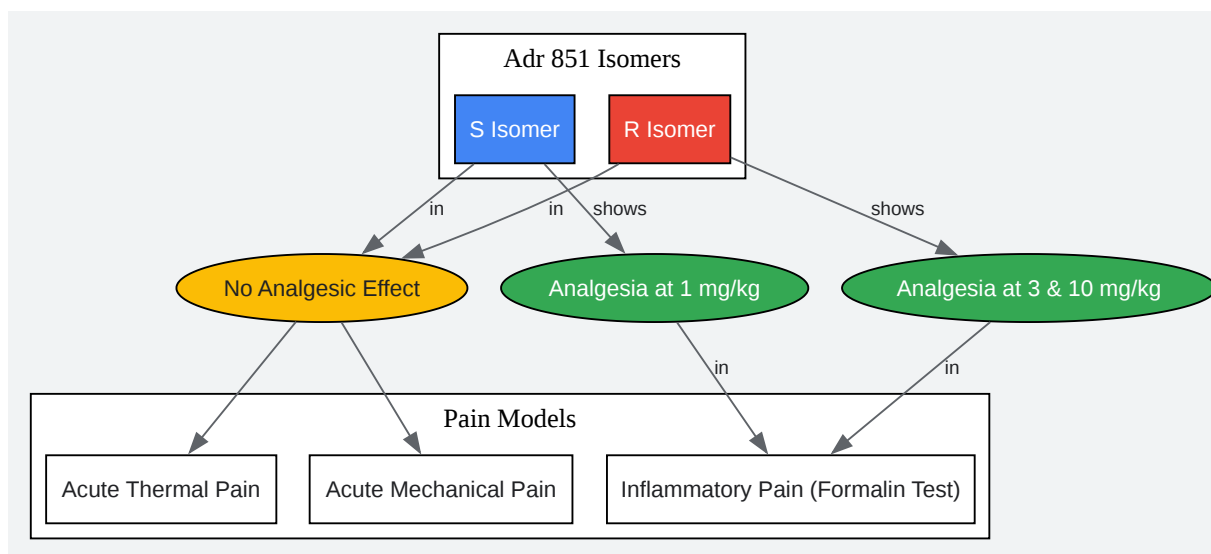 Adr 851 Isomers
S Isomer
R Isomer
in
in
shows
shows
No Analgesic Effect
Analgesia at 1 mg/kg
Analgesia at 3 & 10 mg/kg
in
in
Pain Models
Acute Thermal Pain
Acute Mechanical Pain
Inflammatory Pain (Formalin Test)